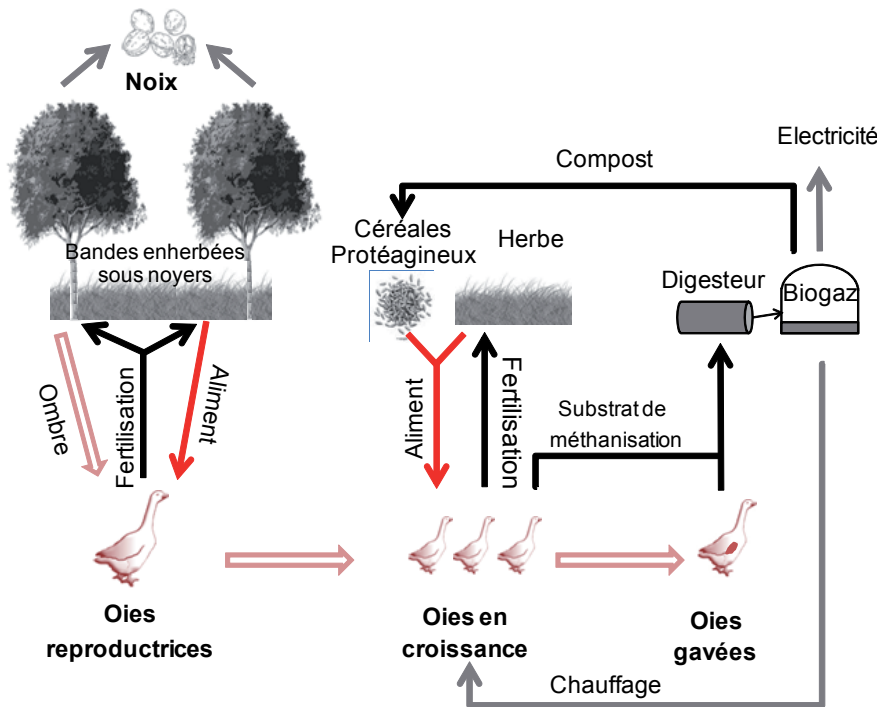 Noix
Electricité
Compost
Bandes enherbées
sous noyers
Céréales
Protéagineux
Herbe
Digesteur
Biogaz
Ombre
Fertilisation
Aliment
Aliment
Fertilisation
Substrat de
méthanisation
Oies
reproductrices
Oies en
croissance
Oies
gavées
Chauffage